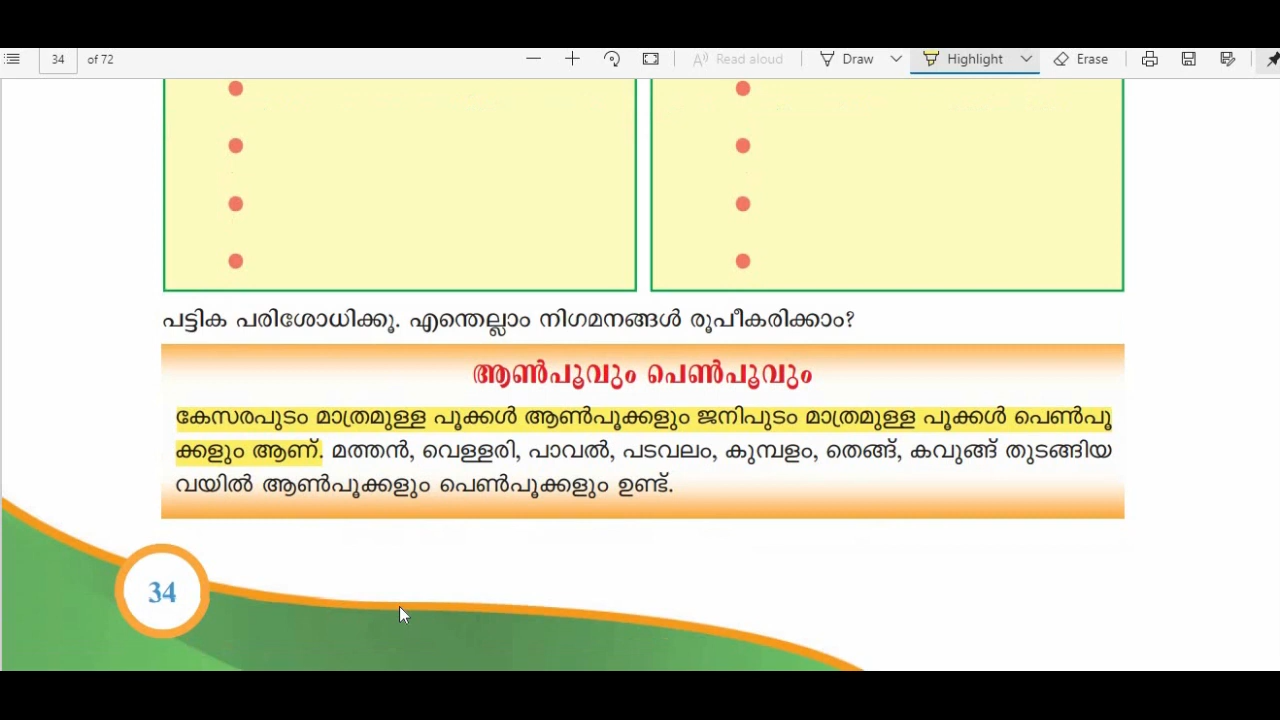 34 of 72 Read aloud Draw Highlight Erase
പട്ടിക പരിശോധിക്കൂ. എന്തെല്ലാം നിഗമനങ്ങൾ രൂപീകരിക്കാം?
ആൺപൂവും പെൺപൂവും
കേസരപുടം മാത്രമുള്ള പൂക്കൾ ആൺപൂക്കളും ജനിപുടം മാത്രമുള്ള പൂക്കൾ പെൺപൂ
ക്കളും ആണ്. മത്തൻ, വെള്ളരി, പാവൽ, പടവലം, കുമ്പളം, തെങ്ങ്, കവുങ്ങ് തുടങ്ങിയ
വയിൽ ആൺപൂക്കളും പെൺപൂക്കളും ഉണ്ട്.
34